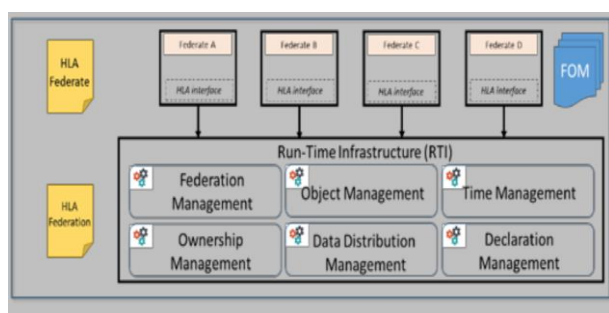 HLA
Federate
Federate A
Federate B
Federate C
Federate D
HLA interface
HLA interface
HLA interface
HLA interface
FOM
HLA
Federation
Run-Time Infrastructure (RTI)
Federation
Management
Object Management
Time Management
Ownership
Management
Data Distribution
Management
Declaration
Management